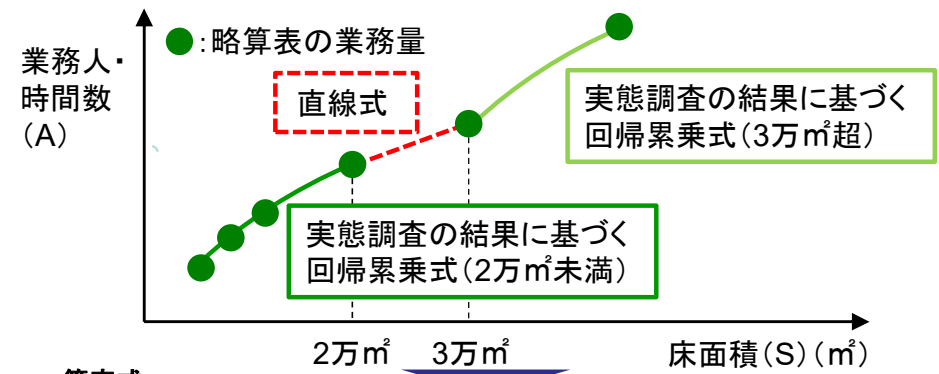 業務人・
時間数
（A）
●：略算表の業務量
直線式
実態調査の結果に基づく
回帰累乗式（3万㎡超）
実態調査の結果に基づく
回帰累乗式（2万㎡未満）
2万㎡
3万㎡
床面積（S）（㎡）